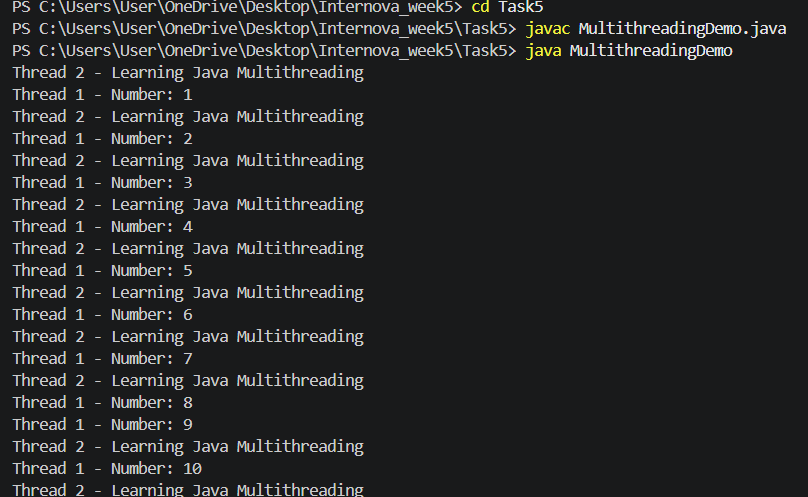 PS C:\Users\User\OneDrive\Desktop\Internova_week5> cd Task5
PS C:\Users\User\OneDrive\Desktop\Internova_week5\Task5> javac MultithreadingDemo.java
PS C:\Users\User\OneDrive\Desktop\Internova_week5\Task5> java MultithreadingDemo
Thread 2 - Learning Java Multithreading
Thread 1 - Number: 1
Thread 2 - Learning Java Multithreading
Thread 1 - Number: 2
Thread 2 - Learning Java Multithreading
Thread 1 - Number: 3
Thread 2 - Learning Java Multithreading
Thread 1 - Number: 4
Thread 2 - Learning Java Multithreading
Thread 1 - Number: 5
Thread 2 - Learning Java Multithreading
Thread 1 - Number: 6
Thread 2 - Learning Java Multithreading
Thread 1 - Number: 7
Thread 2 - Learning Java Multithreading
Thread 1 - Number: 8
Thread 1 - Number: 9
Thread 2 - Learning Java Multithreading
Thread 1 - Number: 10
Thread 2 - Learning Java Multithreading